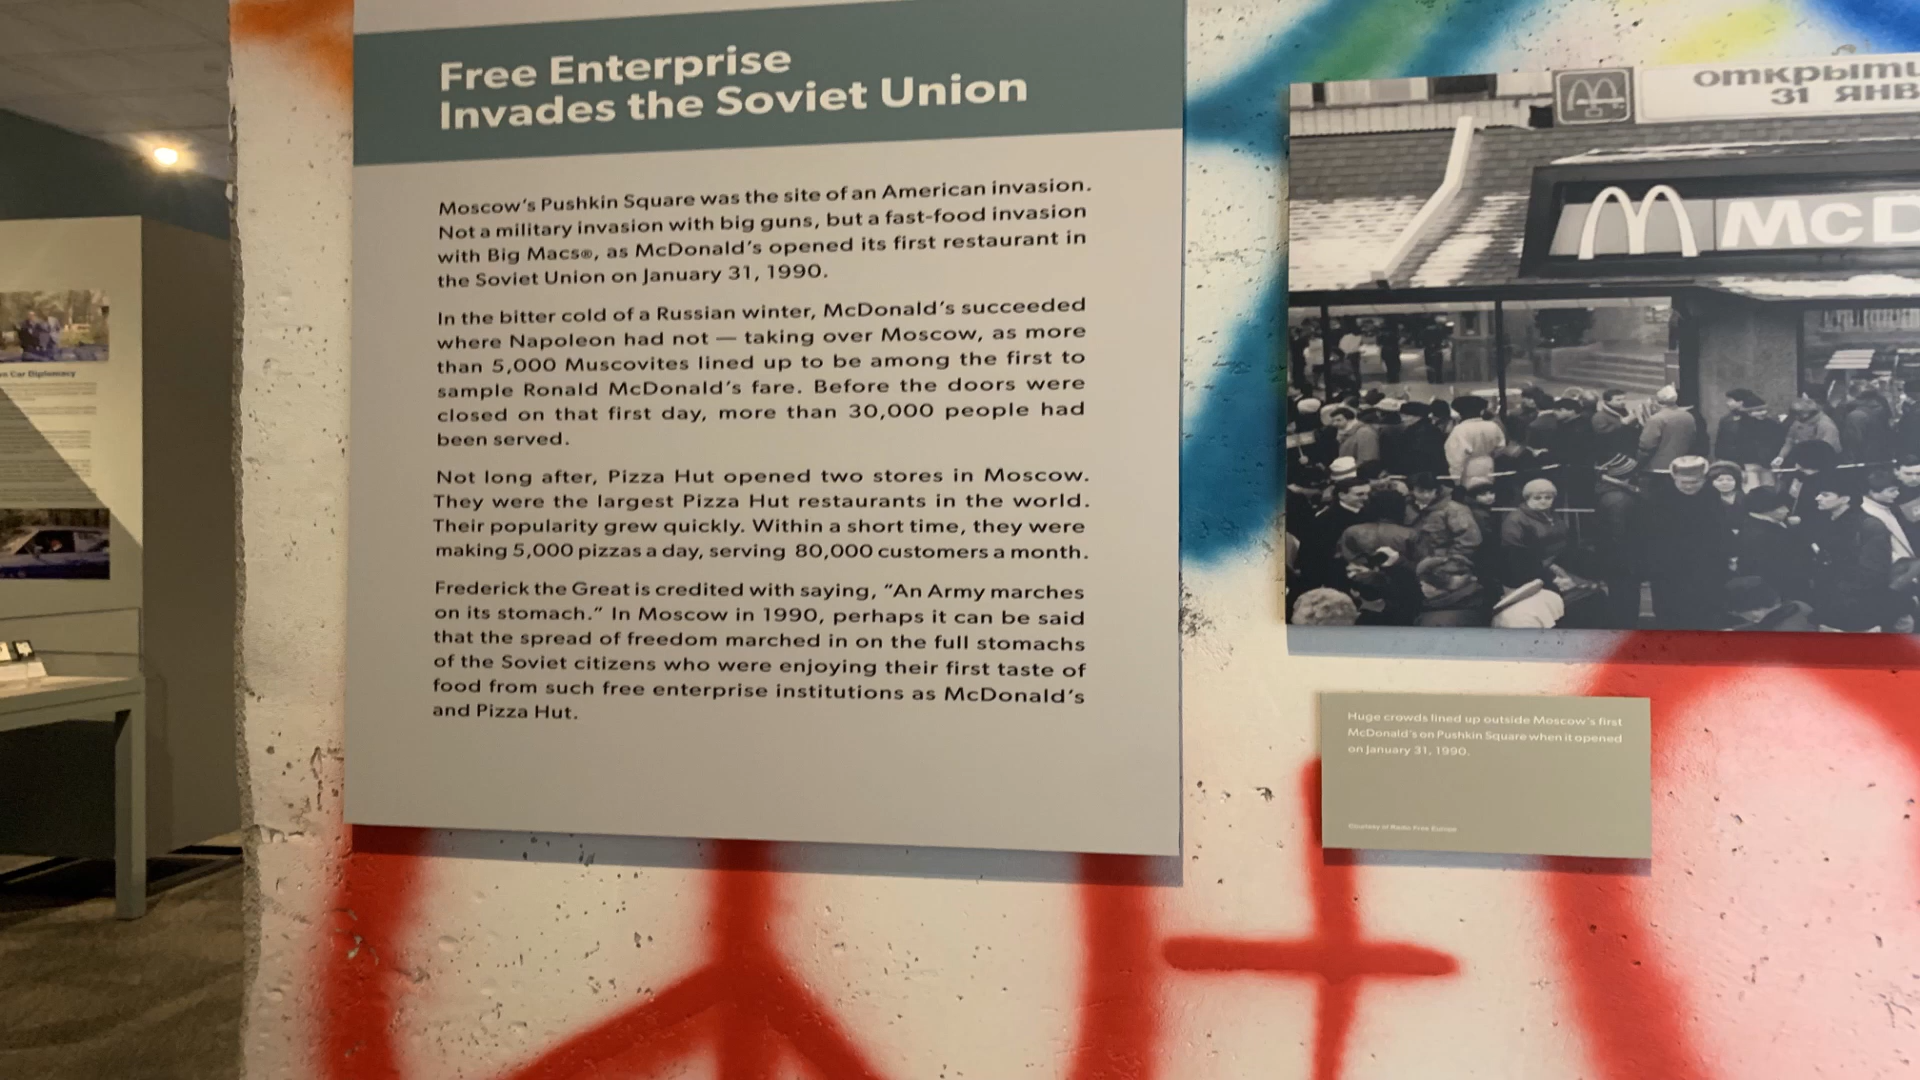 Free Enterprise
Invades the Soviet Union
Moscow's Pushkin Square was the site of an American invasion.
Not a military invasion with big guns, but a fast-food invasion
with Big Macs®, as McDonald's opened its first restaurant in
the Soviet Union on January 31, 1990.
In the bitter cold of a Russian winter, McDonald's succeeded
where Napoleon had not — taking over Moscow, as more
than 5,000 Muscovites lined up to be among the first to
sample Ronald McDonald's fare. Before the doors were
closed on that first day, more than 30,000 people had
been served.
Not long after, Pizza Hut opened two stores in Moscow.
They were the largest Pizza Hut restaurants in the world.
Their popularity grew quickly. Within a short time, they were
making 5,000 pizzas a day, serving 80,000 customers a month.
Frederick the Great is credited with saying, “An Army marches
on its stomach.” In Moscow in 1990, perhaps it can be said
that the spread of freedom marched in on the full stomachs
of the Soviet citizens who were enjoying their first taste of
food from such free enterprise institutions as McDonald's
and Pizza Hut.
открыти
31 ЯНВ
McD
Huge crowds lined up outside Moscow's first
McDonald's on Pushkin Square when it opened
on January 31, 1990.
Courtesy of Radio Free Europe
Car Diplomacy